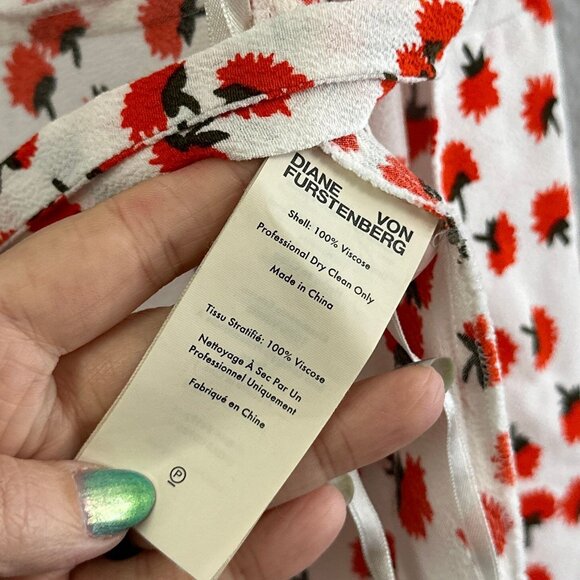 DIANE VON
FURSTENBERG
Shell: 100% Viscose
Professional Dry Clean Only
Made in China
Tissu Stratifié: 100% Viscose
Nettoyage À Sec Par Un
Professionel Uniquement
Fabriqué en Chine
P